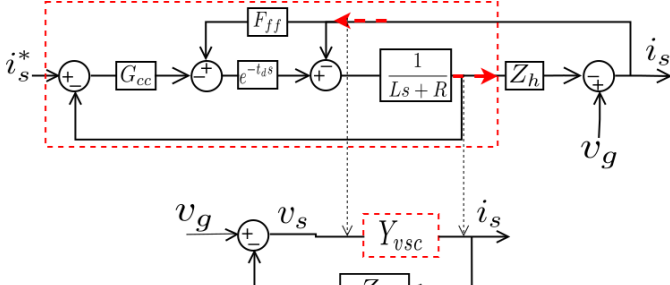 F_ff
i_s^* + − G_cc + − e^{-t_d s} + − 1 / (Ls + R) Z_h − + i_s
v_g
v_g + − v_s Y_vsc i_s